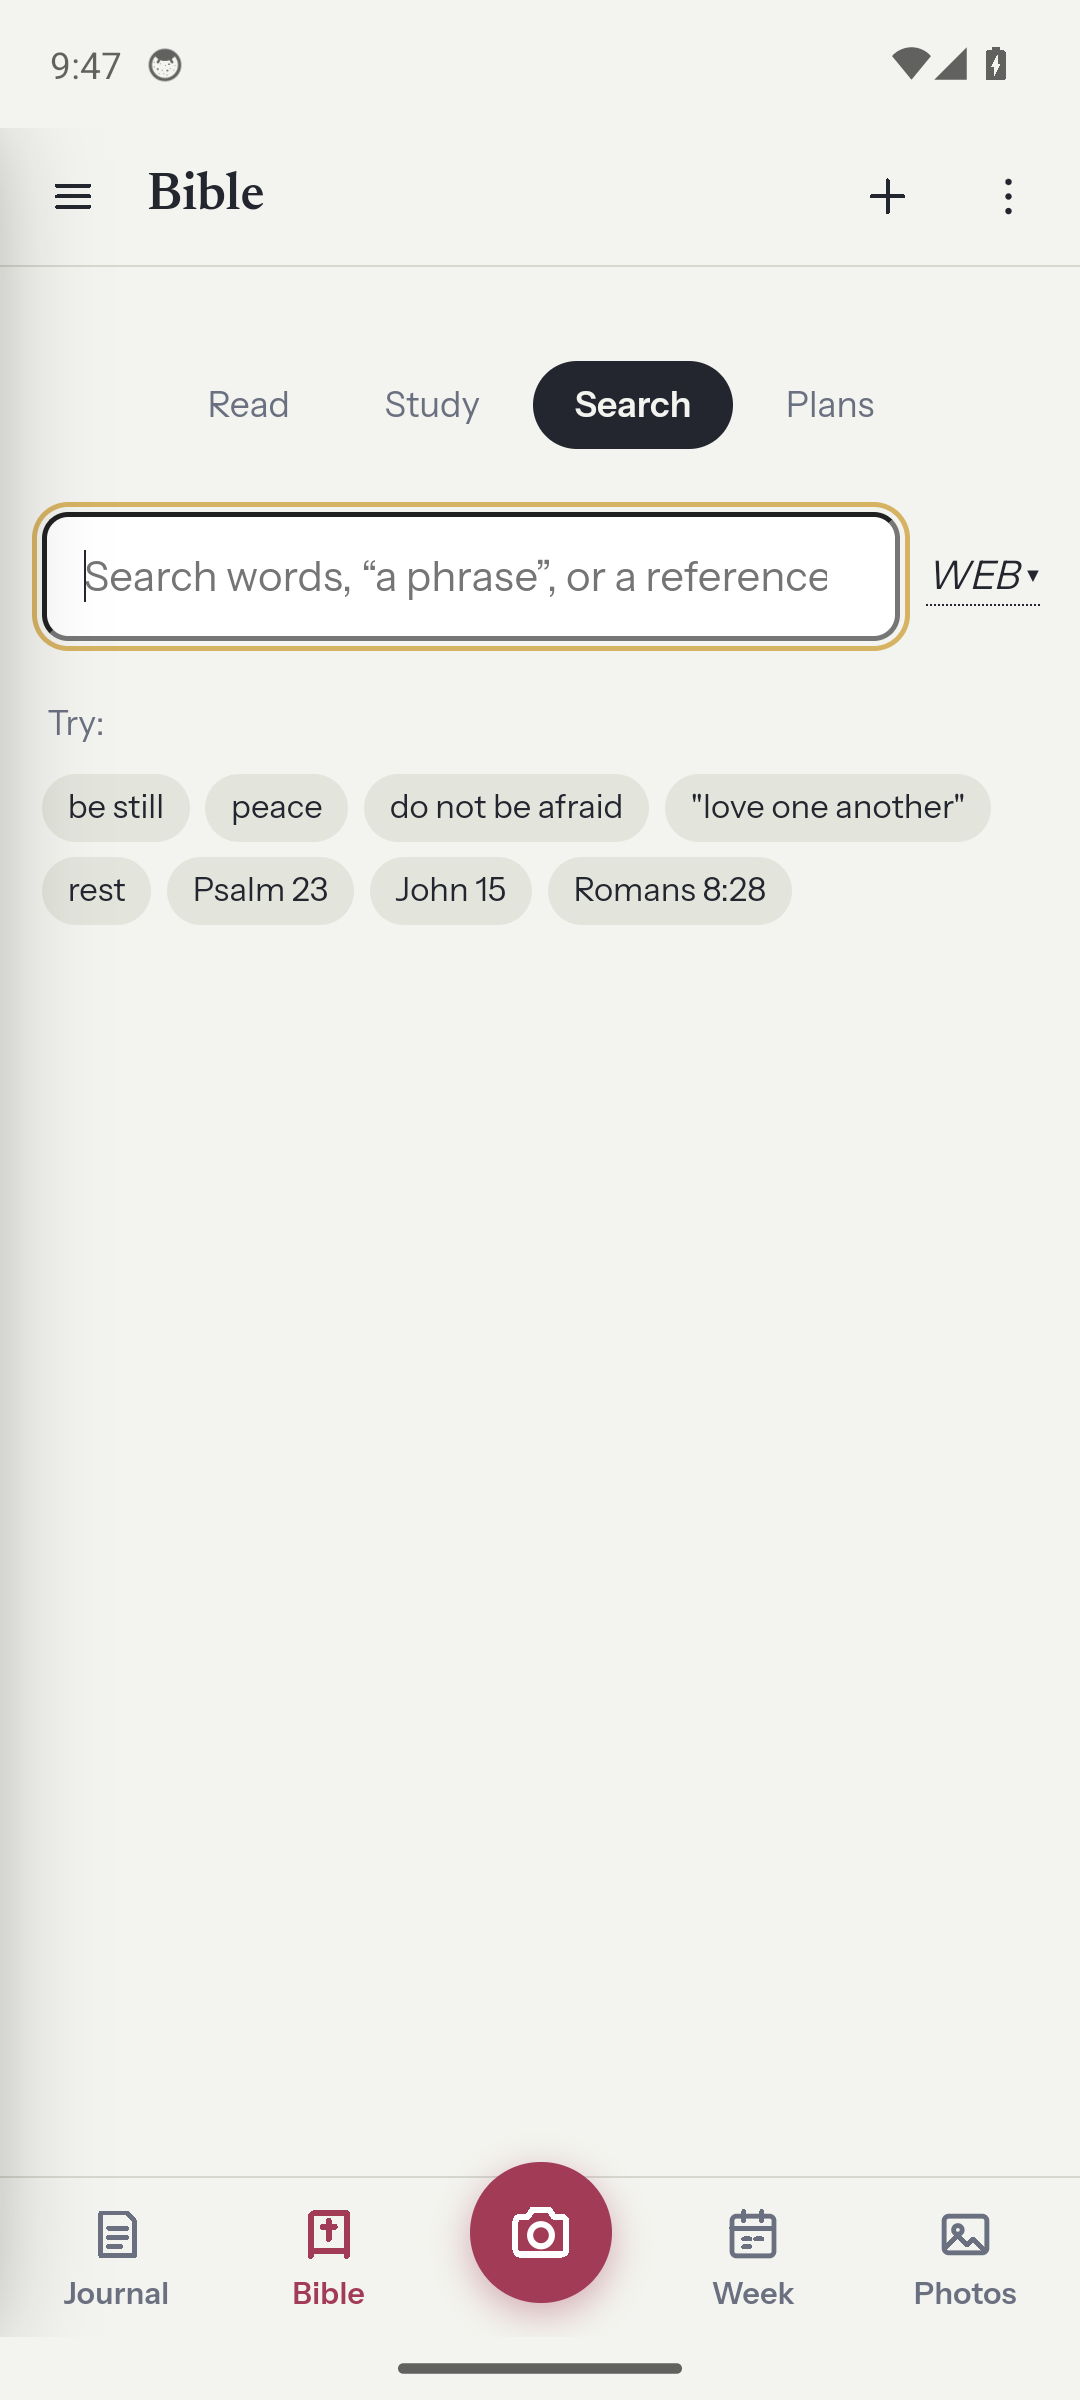 9:47
Bible
Read Study Search Plans
Search words, “a phrase”, or a reference
WEB ▾
Try:
be still peace do not be afraid "love one another"
rest Psalm 23 John 15 Romans 8:28
Journal Bible Week Photos